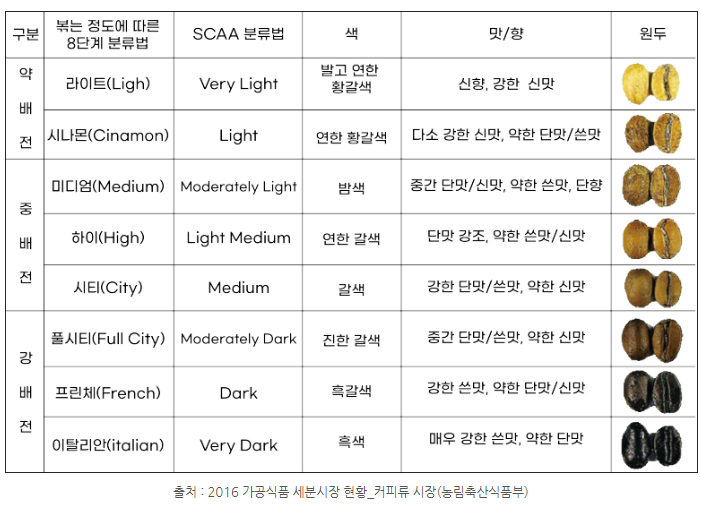 구분 볶는 정도에 따른 8단계 분류법 SCAA 분류법 색 맛/향 원두
약배전 라이트(Ligh) Very Light 발고 연한 황갈색 신향, 강한 신맛
시나몬(Cinamon) Light 연한 황갈색 다소 강한 신맛, 약한 단맛/쓴맛
중배전 미디엄(Medium) Moderately Light 밤색 중간 단맛/신맛, 약한 쓴맛, 단향
하이(High) Light Medium 연한 갈색 단맛 강조, 약한 쓴맛/신맛
시티(City) Medium 갈색 강한 단맛/쓴맛, 약한 신맛
강배전 풀시티(Full City) Moderately Dark 진한 갈색 중간 단맛/쓴맛, 약한 신맛
프린체(French) Dark 흑갈색 강한 쓴맛, 약한 단맛/신맛
이탈리안(italian) Very Dark 흑색 매우 강한 쓴맛, 약한 단맛
출처 : 2016 가공식품 세분시장 현황_커피류 시장(농림축산식품부)